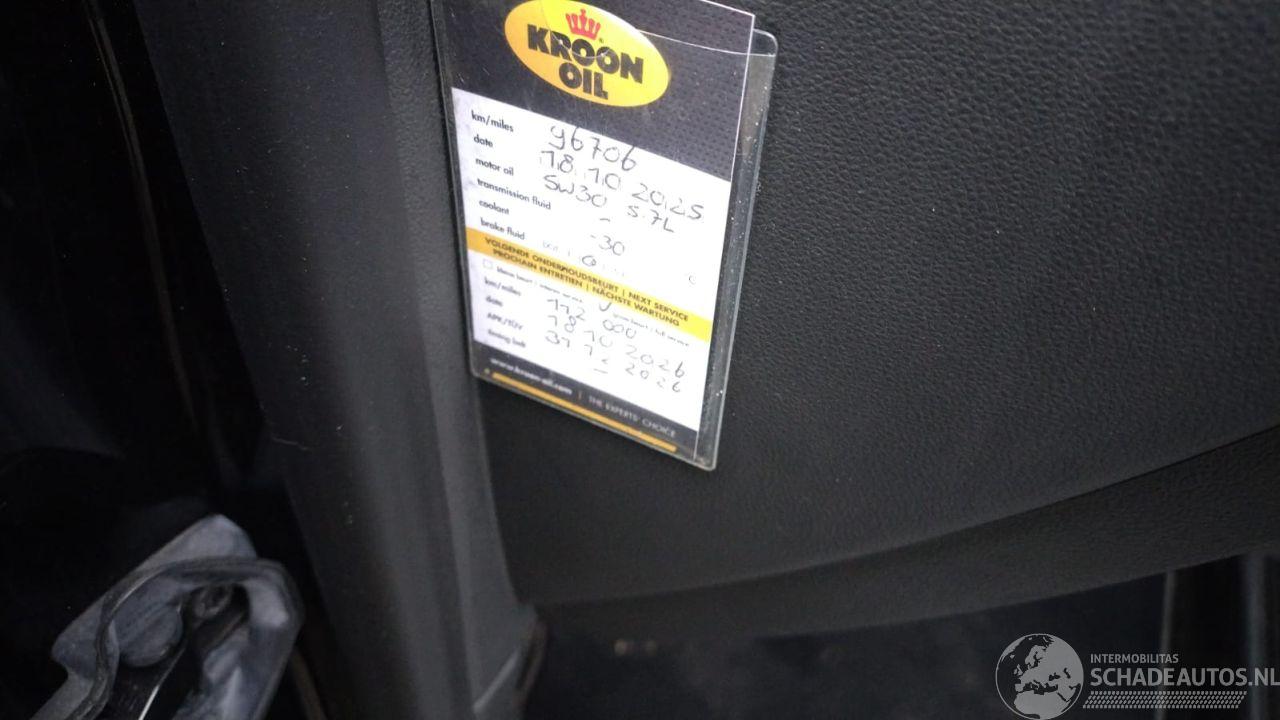 KROON
OIL
km/miles 96706
date 18 10 2025
motor oil 5W30 5.7L
transmission fluid -
coolant -30
brake fluid
VOLGENDE ONDERHOUDSBEURT | NEXT SERVICE
PROCHAIN ENTRETIEN | NÄCHSTE WARTUNG
km/miles 112 000
date 18 10 2026
APK/TÜV 31 2026
timing belt -
www.kroon-oil.com | THE EXPERTS' CHOICE
INTERMOBILITAS
SCHADEAUTOS.NL